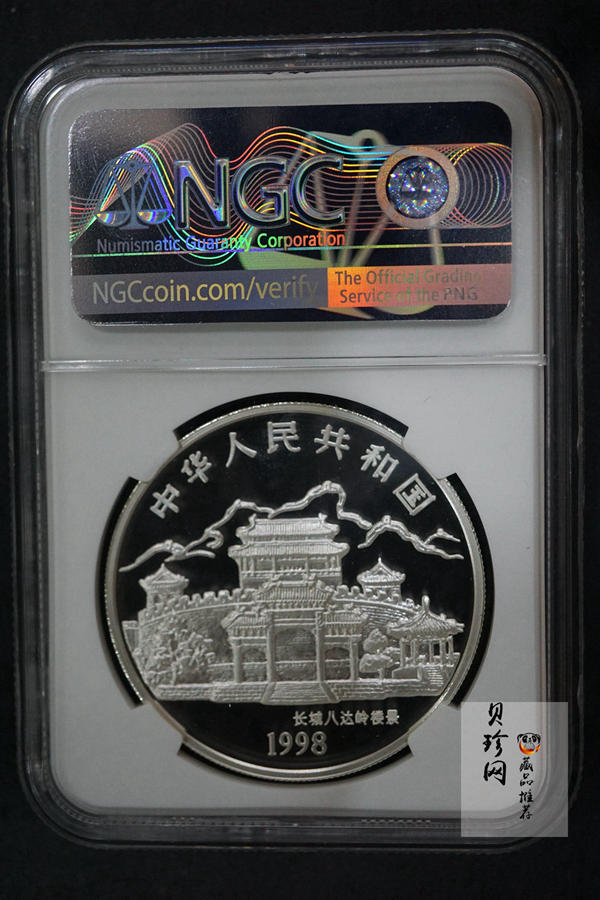 NGC
Numismatic Guaranty Corporation
NGCcoin.com/verify
The Official Grading
Service of the PNG
中华人民共和国
长城八达岭楼景
1998
贝珍网
藏品推荐